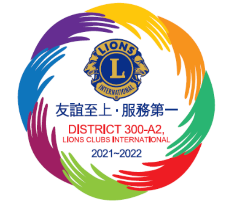 LIONS
L
INTERNATIONAL
友誼至上·服務第一
DISTRICT 300-A2,
LIONS CLUBS INTERNATIONAL
2021~2022